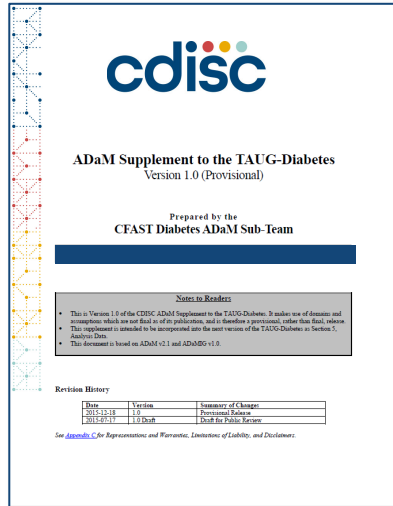 cdisc
ADaM Supplement to the TAUG-Diabetes
Version 1.0 (Provisional)
Prepared by the
CFAST Diabetes ADaM Sub-Team
Notes to Readers
• This is Version 1.0 of the CDISC ADaM Supplement to the TAUG-Diabetes. It makes use of domains and
assumptions which are not final as of its publication, and is therefore a provisional, rather than final, release.
• This supplement is intended to be incorporated into the next version of the TAUG-Diabetes as Section 5,
Analysis Data.
• This document is based on ADaM v2.1 and ADaMIG v1.0.
Revision History
Date Version Summary of Changes
2015-12-18 1.0 Provisional Release
2015-07-17 1.0 Draft Draft for Public Review
See Appendix C for Representations and Warranties, Limitations of Liability, and Disclaimers.